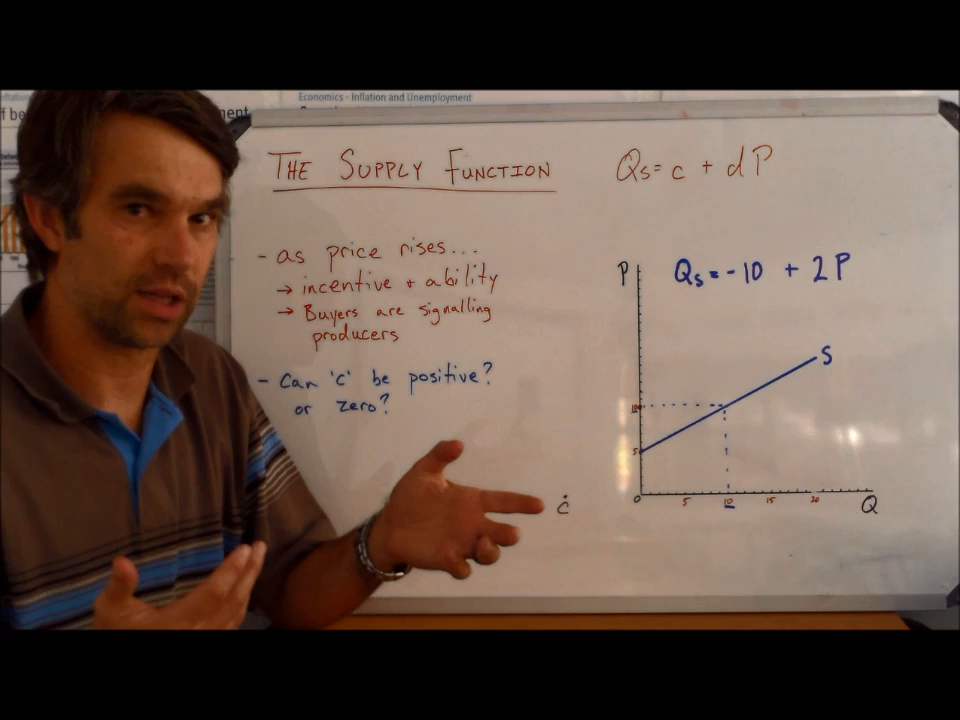 Economics - Inflation and Unemployment
THE SUPPLY FUNCTION
Qs = c + dP
- as price rises...
→ incentive + ability
→ Buyers are signalling
producers
- Can 'c' be positive?
or zero?
Qs = -10 + 2P
P
S
10
5
0
5
10
15
20
Q
c